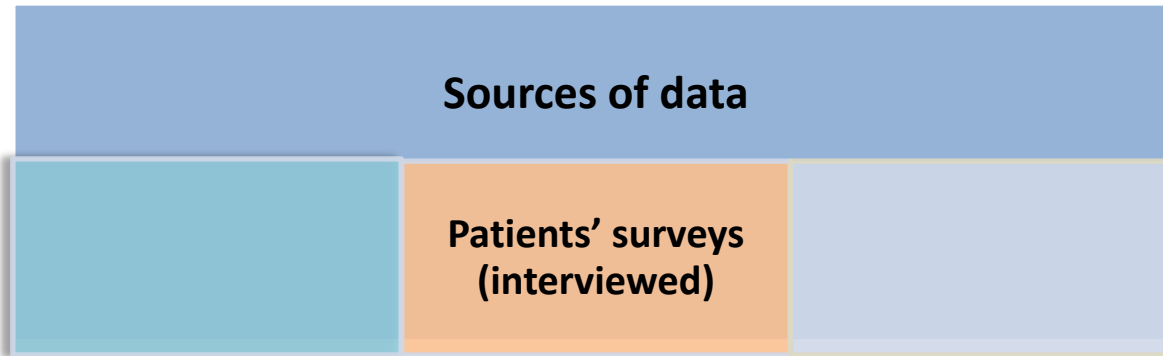 Sources of data
Patients’ surveys
(interviewed)